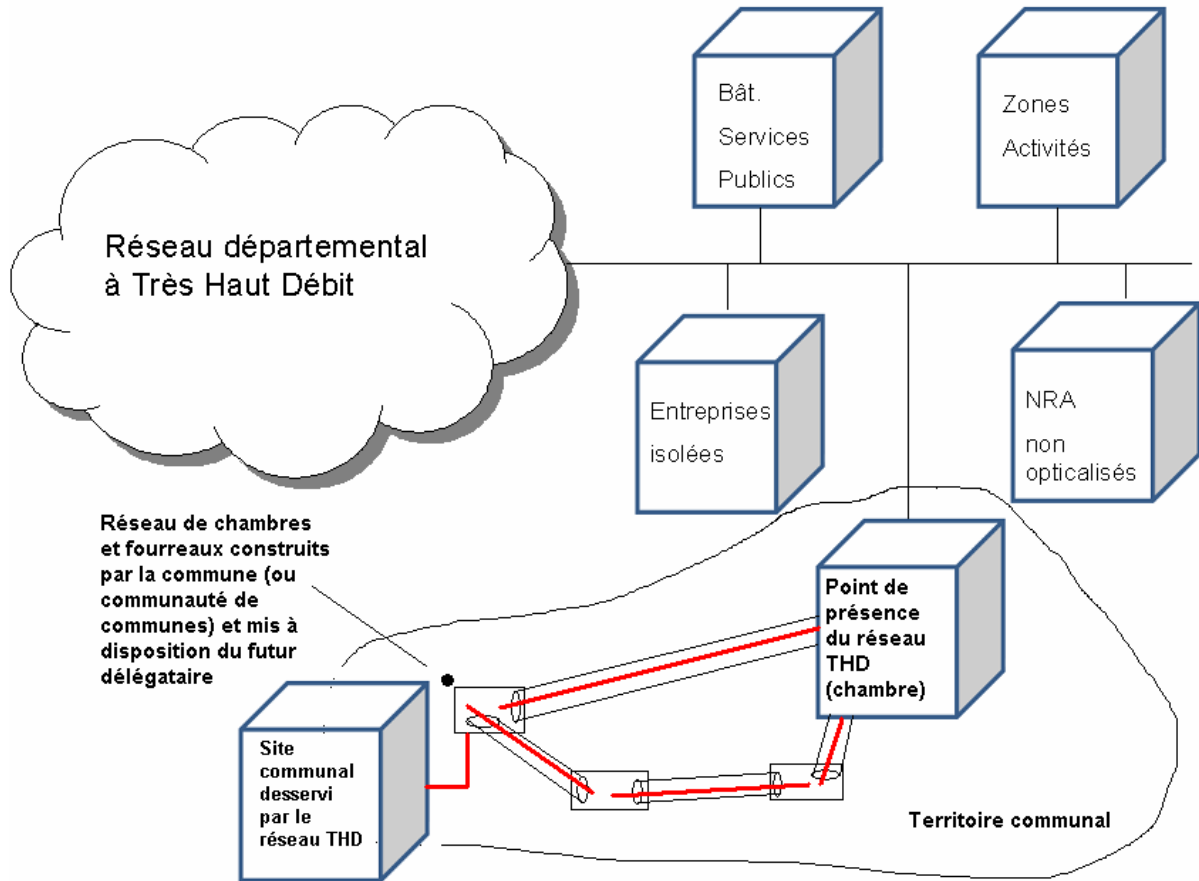 Bât.
Services
Publics
Zones
Activités
Réseau départemental
à Très Haut Débit
Entreprises
isolées
NRA
non
opticalisés
Réseau de chambres
et fourreaux construits
par la commune (ou
communauté de
communes) et mis à
disposition du futur
délégataire
Point de
présence
du réseau
THD
(chambre)
Site
communal
desservi
par le
réseau THD
Territoire communal